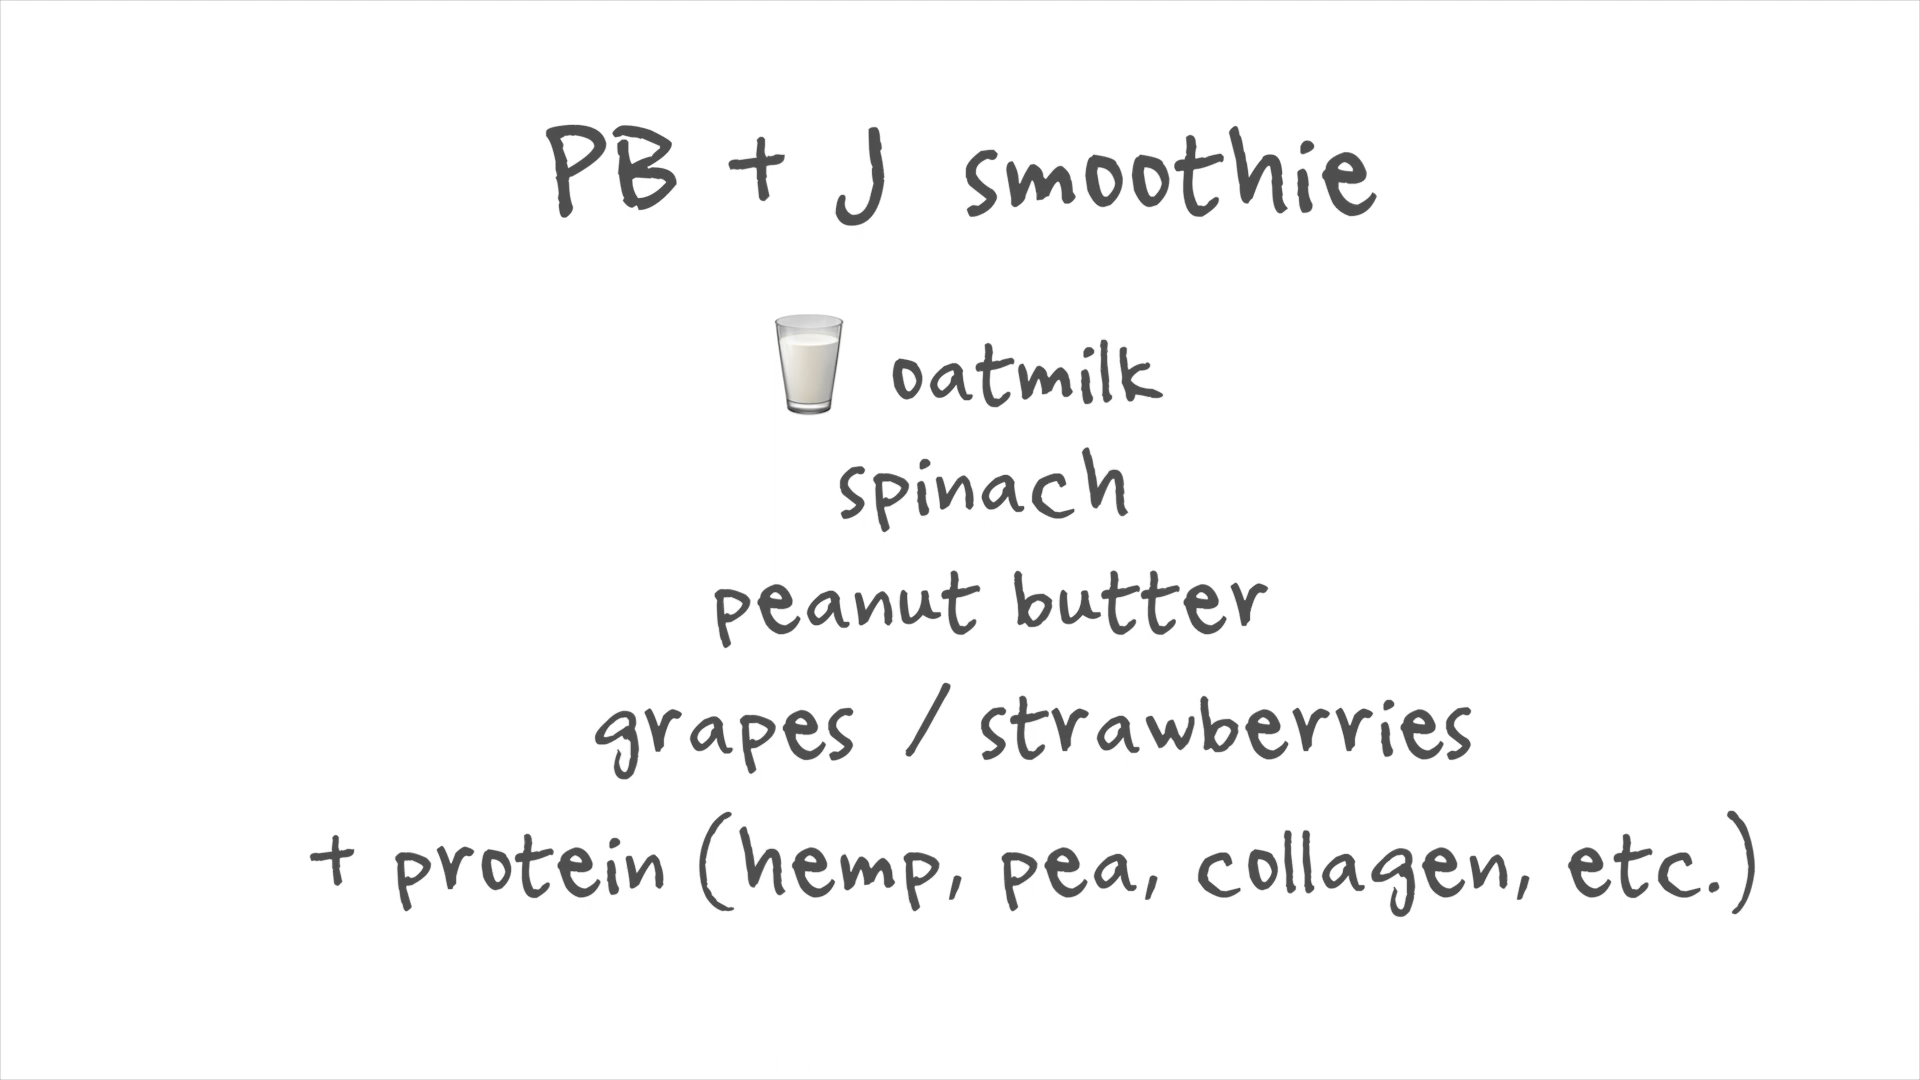 PB + J smoothie
oatmilk
spinach
peanut butter
grapes / strawberries
+ protein (hemp, pea, collagen, etc.)